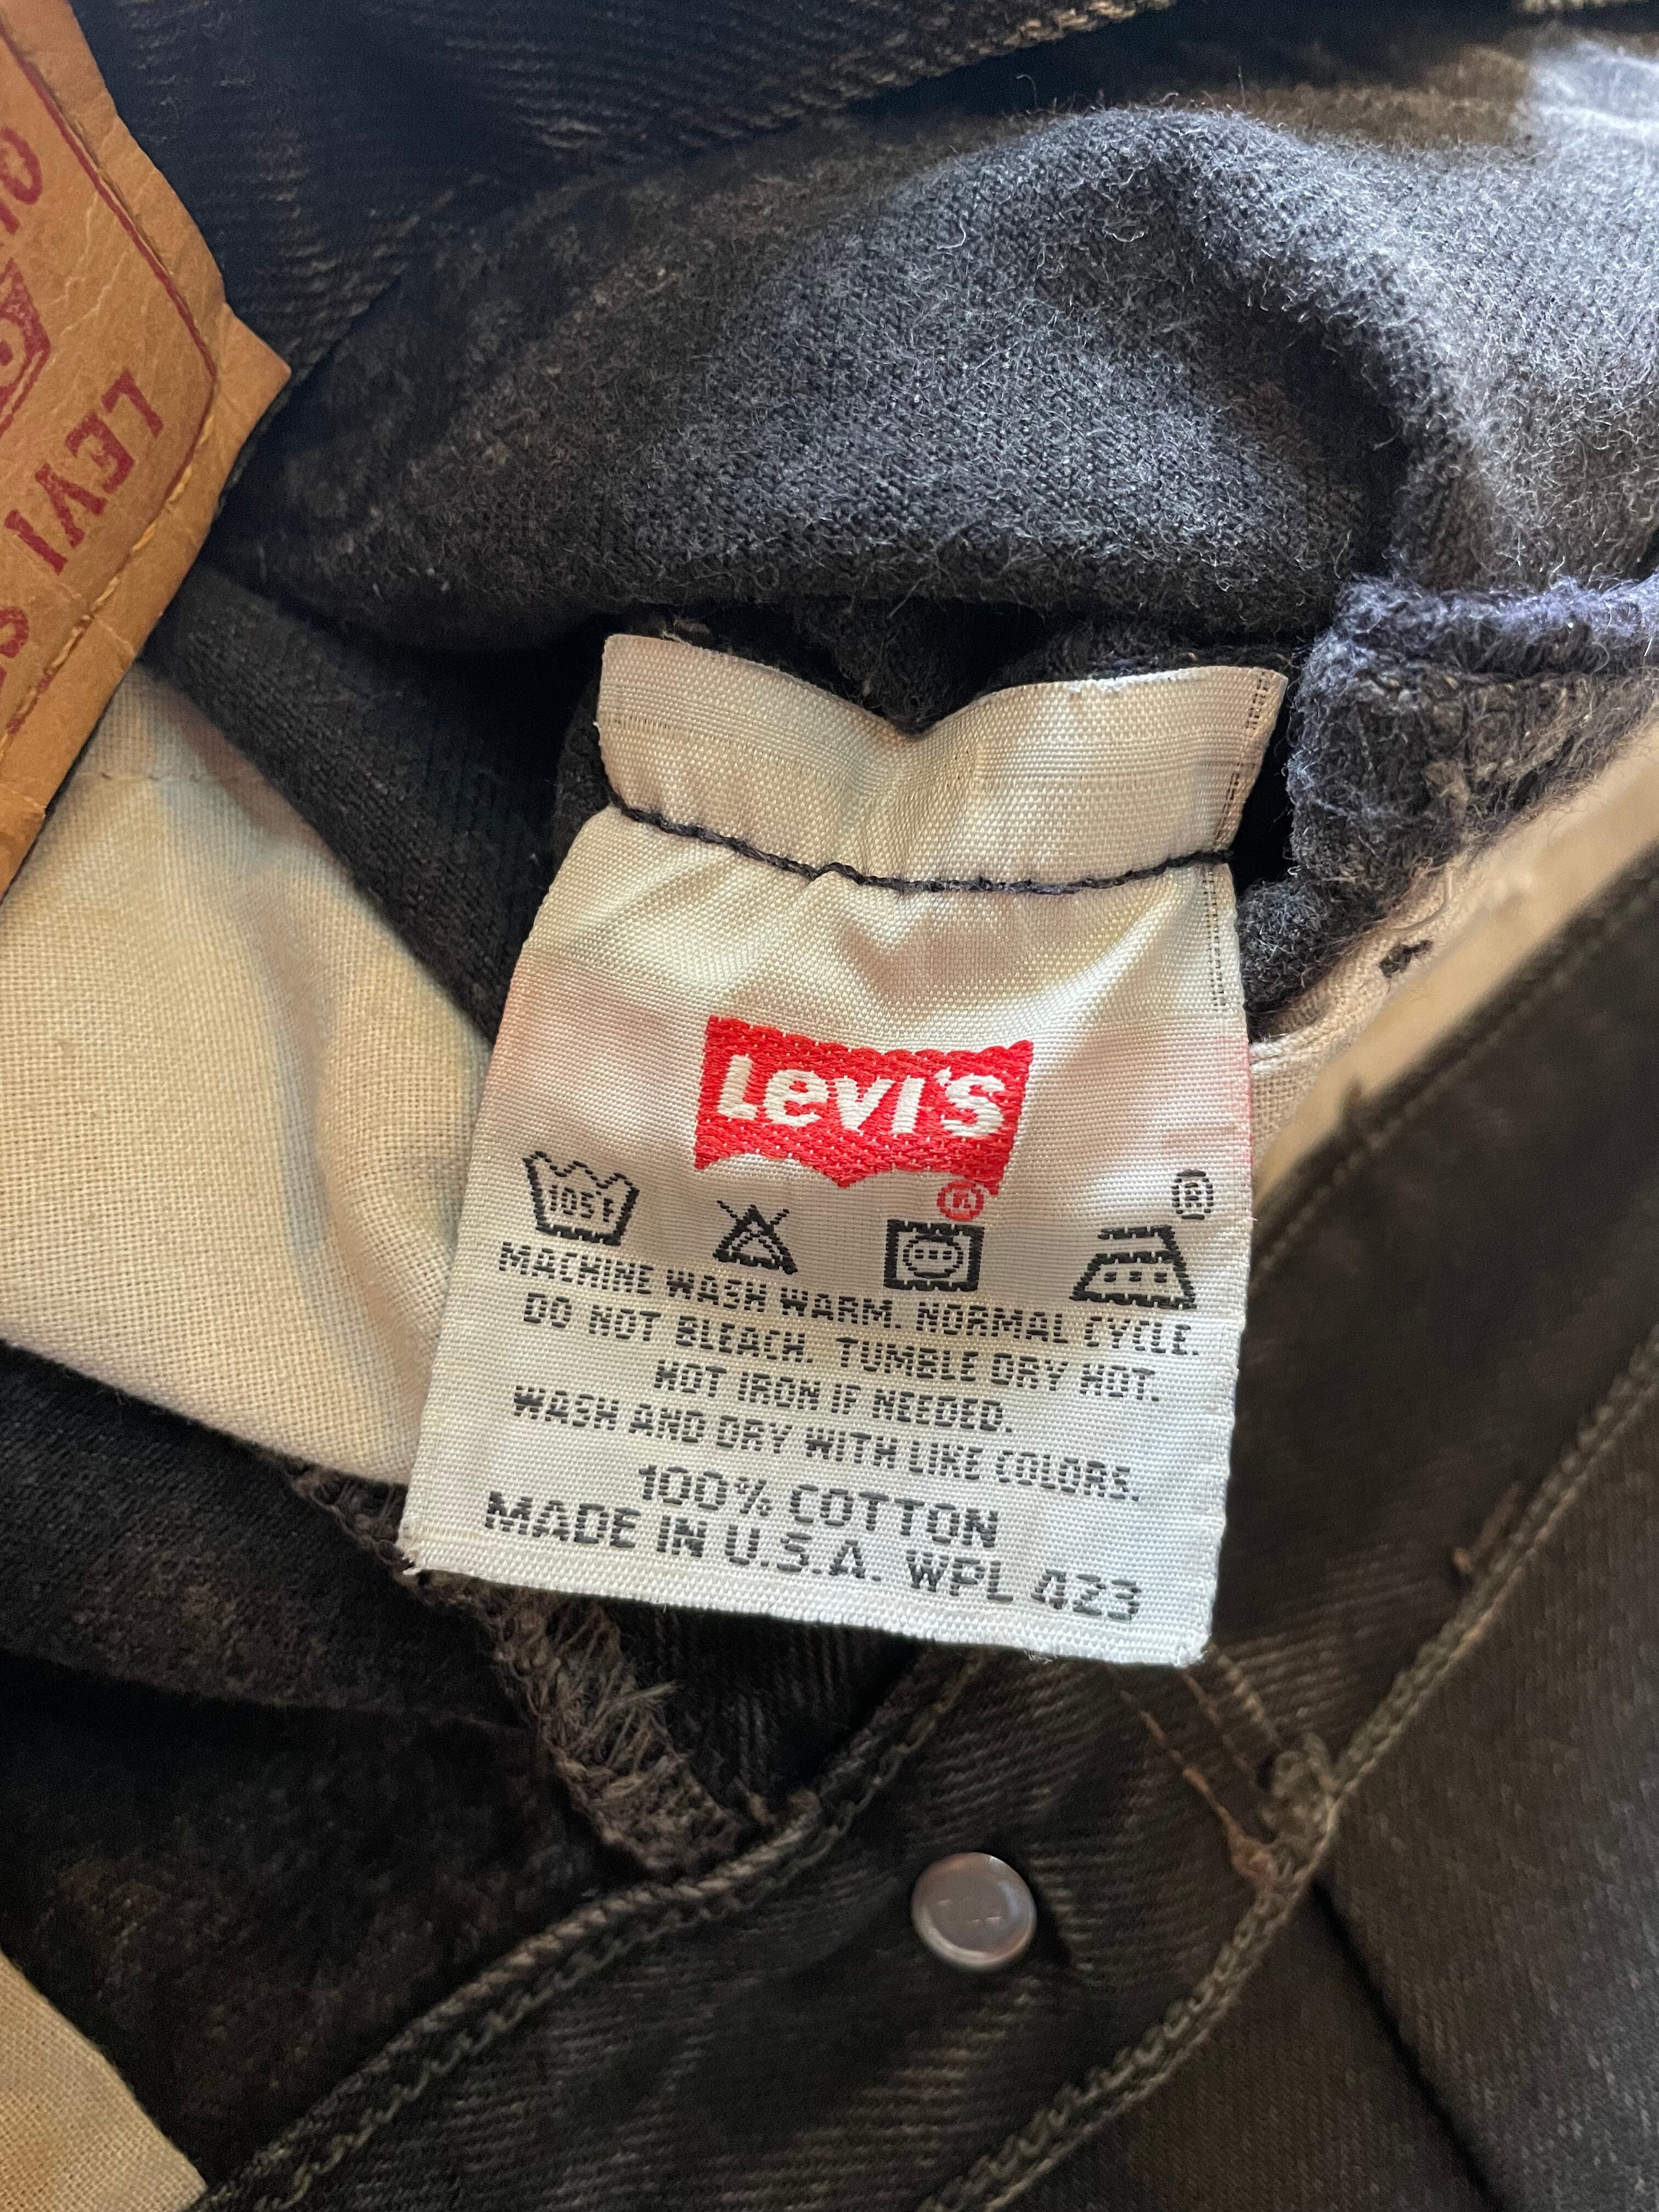 LEVI
Levi's
®
105F
®
MACHINE WASH WARM. NORMAL CYCLE.
DO NOT BLEACH. TUMBLE DRY HOT.
HOT IRON IF NEEDED.
WASH AND DRY WITH LIKE COLORS.
100% COTTON
MADE IN U.S.A. WPL 423